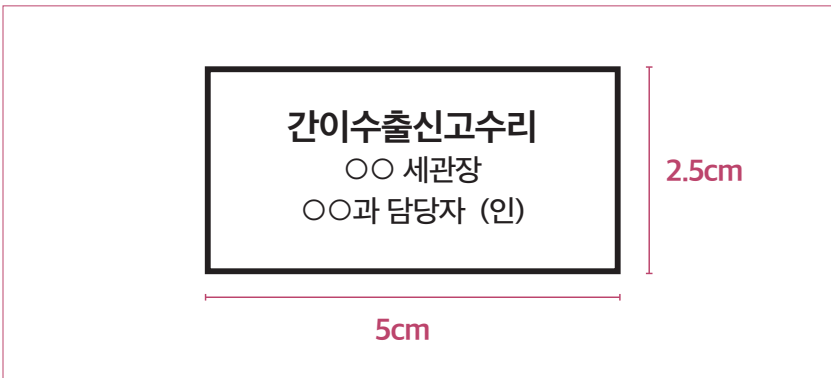 간이수출신고수리
○○ 세관장
○○과 담당자 (인)
2.5cm
5cm